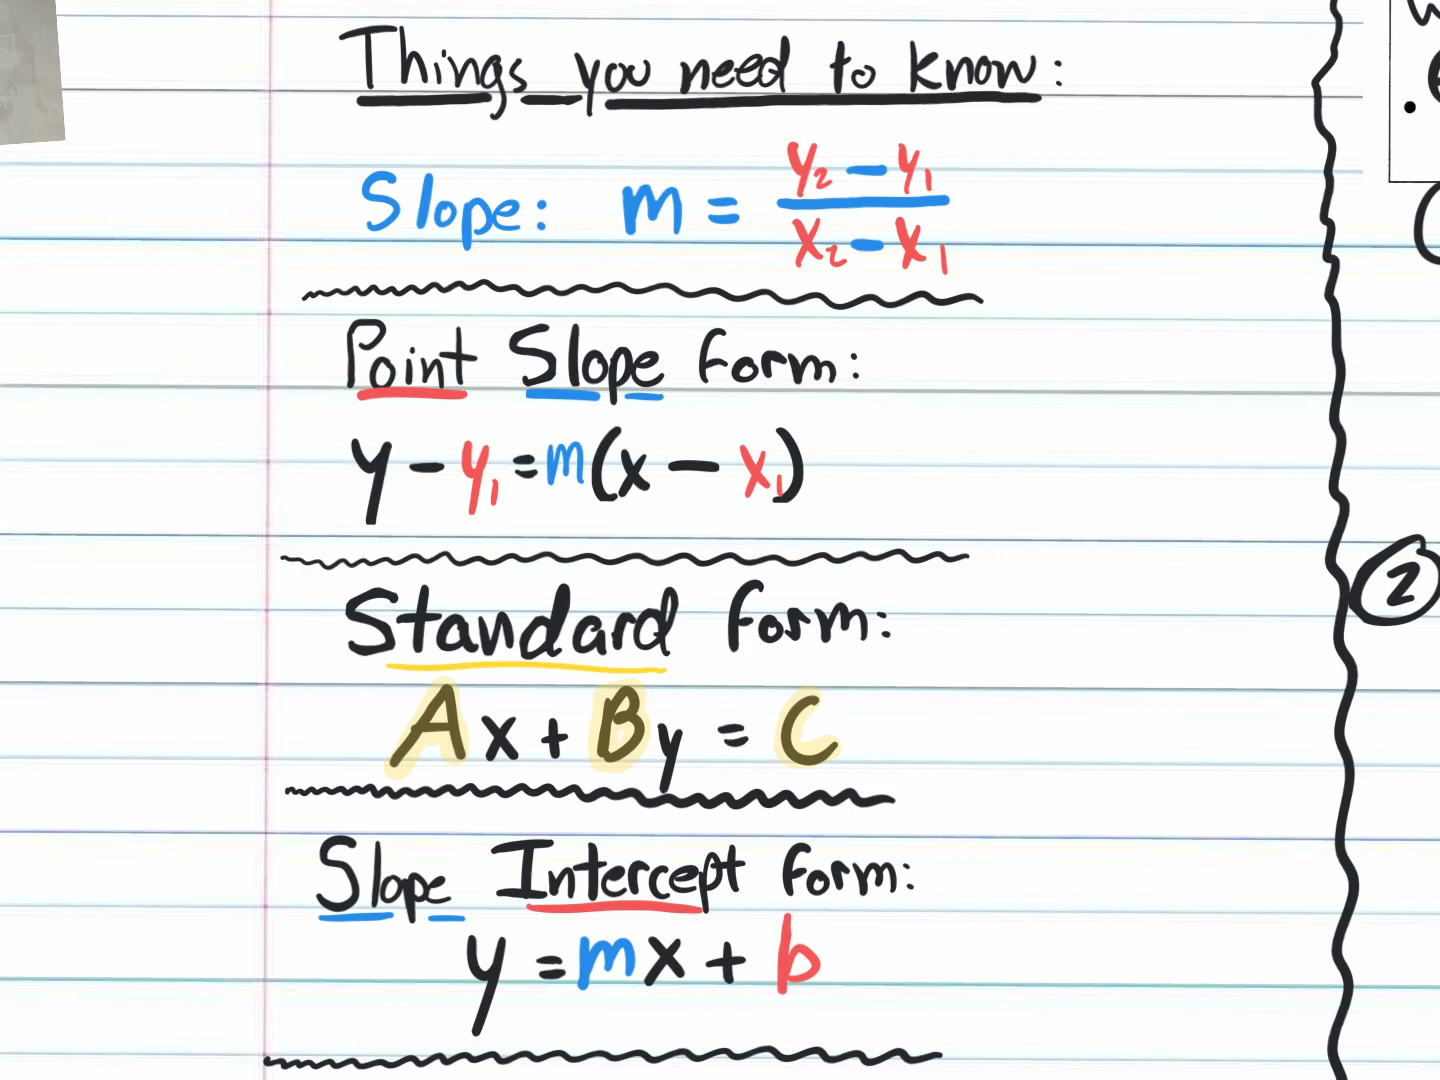 Things you need to know:
Slope: m = y₂ - y₁ / x₂ - x₁
Point Slope form:
y - y₁ = m(x - x₁)
Standard form:
Ax + By = C
Slope Intercept form:
y = mx + b
2